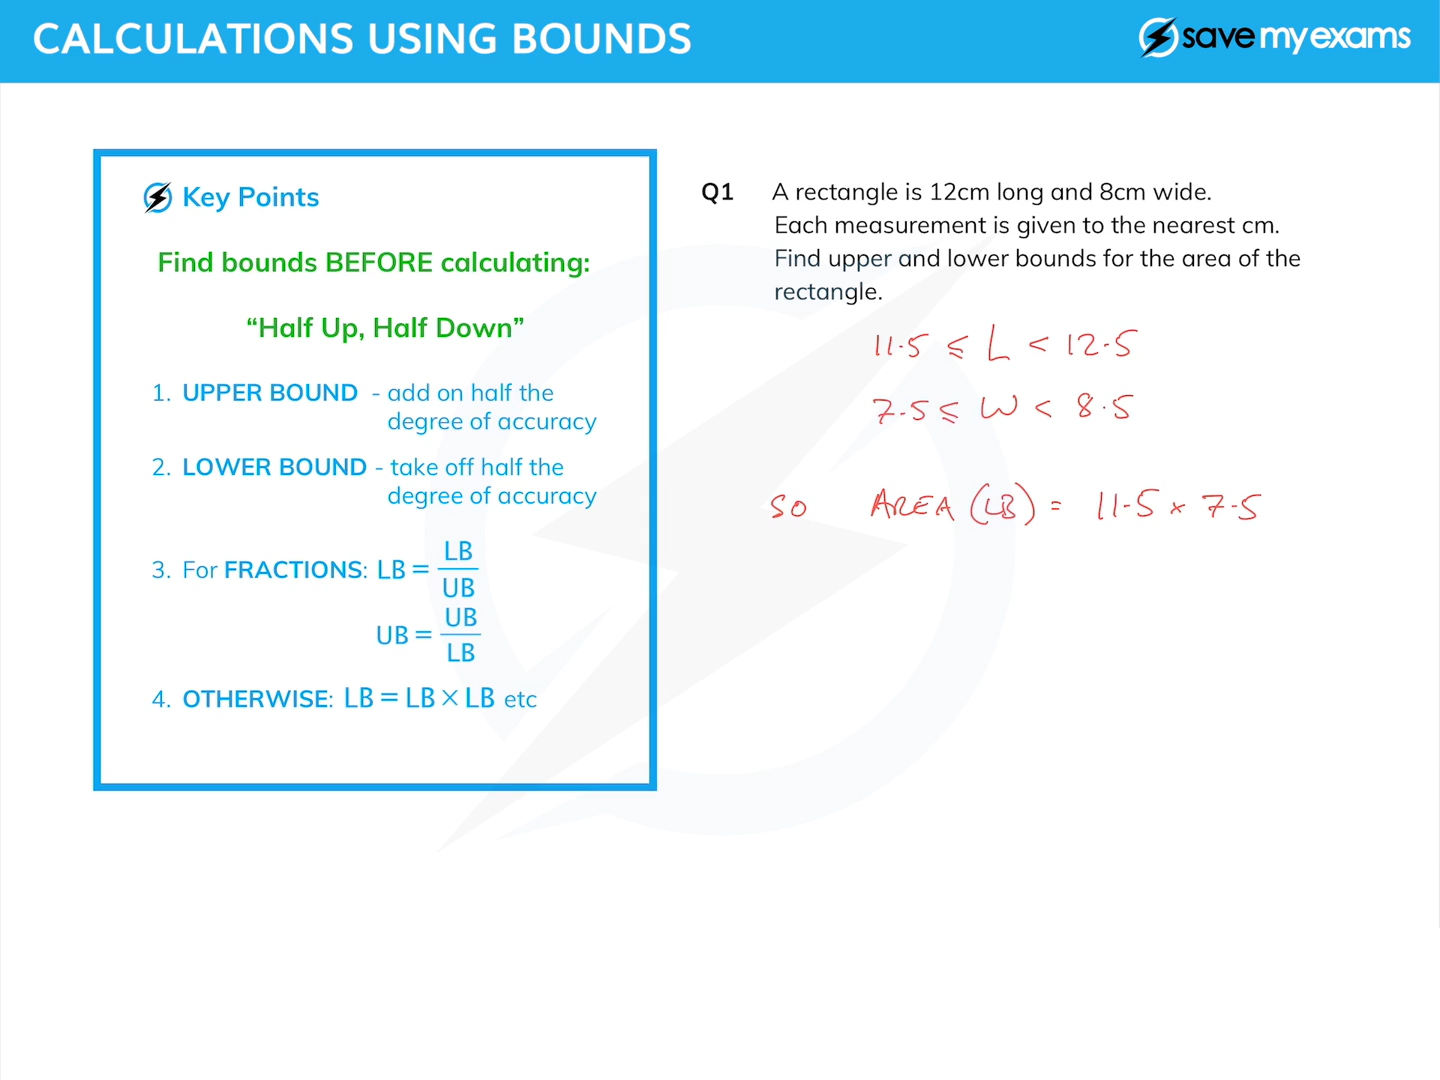 CALCULATIONS USING BOUNDS
save my exams
Key Points
Find bounds BEFORE calculating:
“Half Up, Half Down”
1. UPPER BOUND - add on half the
degree of accuracy
2. LOWER BOUND - take off half the
degree of accuracy
3. For FRACTIONS: LB = LB / UB
UB = UB / LB
4. OTHERWISE: LB = LB × LB etc
Q1 A rectangle is 12cm long and 8cm wide.
Each measurement is given to the nearest cm.
Find upper and lower bounds for the area of the
rectangle.
11.5 ≤ L < 12.5
7.5 ≤ W < 8.5
SO AREA (LB) = 11.5 × 7.5